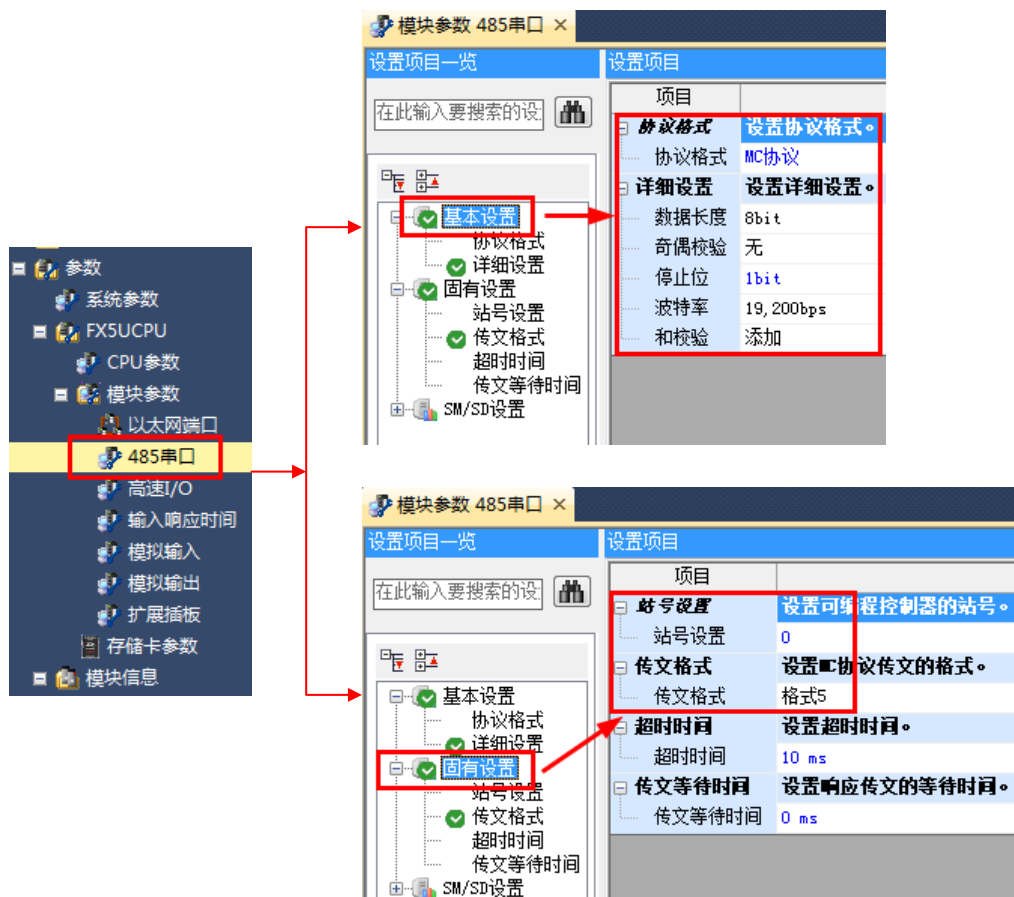 参数
系统参数
FX5UCPU
CPU参数
模块参数
以太网端口
485串口
高速I/O
输入响应时间
模拟输入
模拟输出
扩展插板
存储卡参数
模块信息
模块参数 485串口 ×
设置项目一览
在此输入要搜索的设
基本设置
协议格式
详细设置
固有设置
站号设置
传文格式
超时时间
传文等待时间
SM/SD设置
设置项目
项目
协议格式 设置协议格式。
协议格式 MC协议
详细设置 设置详细设置。
数据长度 8bit
奇偶校验 无
停止位 1bit
波特率 19,200bps
和校验 添加
模块参数 485串口 ×
设置项目一览
在此输入要搜索的设
基本设置
协议格式
详细设置
固有设置
站号设置
传文格式
超时时间
传文等待时间
SM/SD设置
设置项目
项目
站号设置 设置可编程控制器的站号。
站号设置 0
传文格式 设置MC协议传文的格式。
传文格式 格式5
超时时间 设置超时时间。
超时时间 10 ms
传文等待时间 设置响应传文的等待时间。
传文等待时间 0 ms